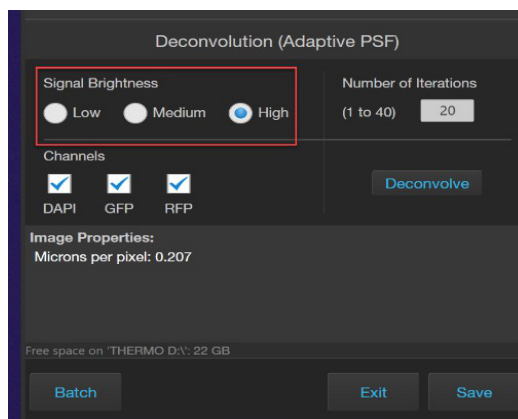 Deconvolution (Adaptive PSF)
Signal Brightness
Low Medium High
Number of Iterations
(1 to 40) 20
Channels
DAPI GFP RFP
Deconvolve
Image Properties:
Microns per pixel: 0.207
Free space on 'THERMO D:\': 22 GB
Batch Exit Save